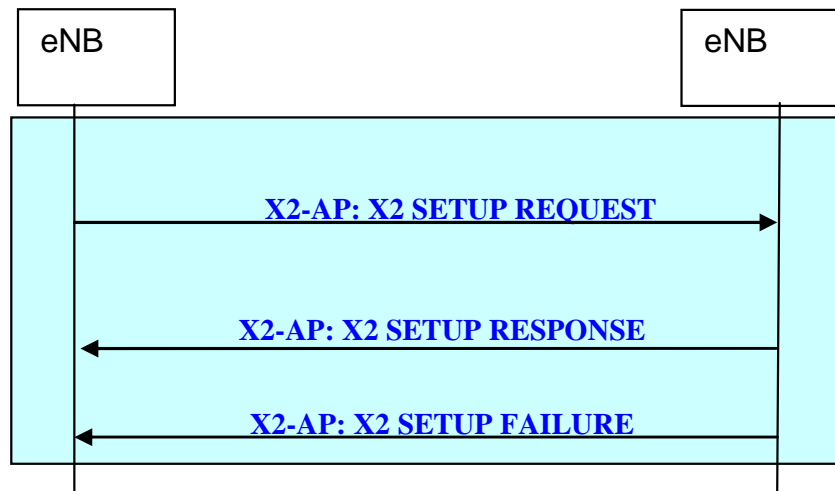 eNB
eNB
X2-AP: X2 SETUP REQUEST
X2-AP: X2 SETUP RESPONSE
X2-AP: X2 SETUP FAILURE